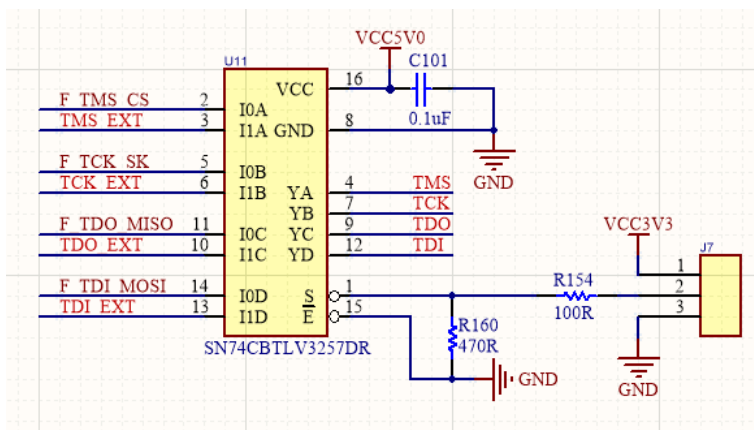 VCC5V0
U11
C101
VCC 16
0.1uF
F_TMS_CS 2 I0A
TMS_EXT 3 I1A
GND 8
GND
F_TCK_SK 5 I0B
TCK_EXT 6 I1B
YA 4 TMS
YB 7 TCK
F_TDO_MISO 11 I0C
YC 9 TDO
TDO_EXT 10 I1C
YD 12 TDI
VCC3V3
J7
1
2
3
F_TDI_MOSI 14 I0D
S 1
R154
100R
TDI_EXT 13 I1D
E 15
R160
470R
SN74CBTLV3257DR
GND
GND